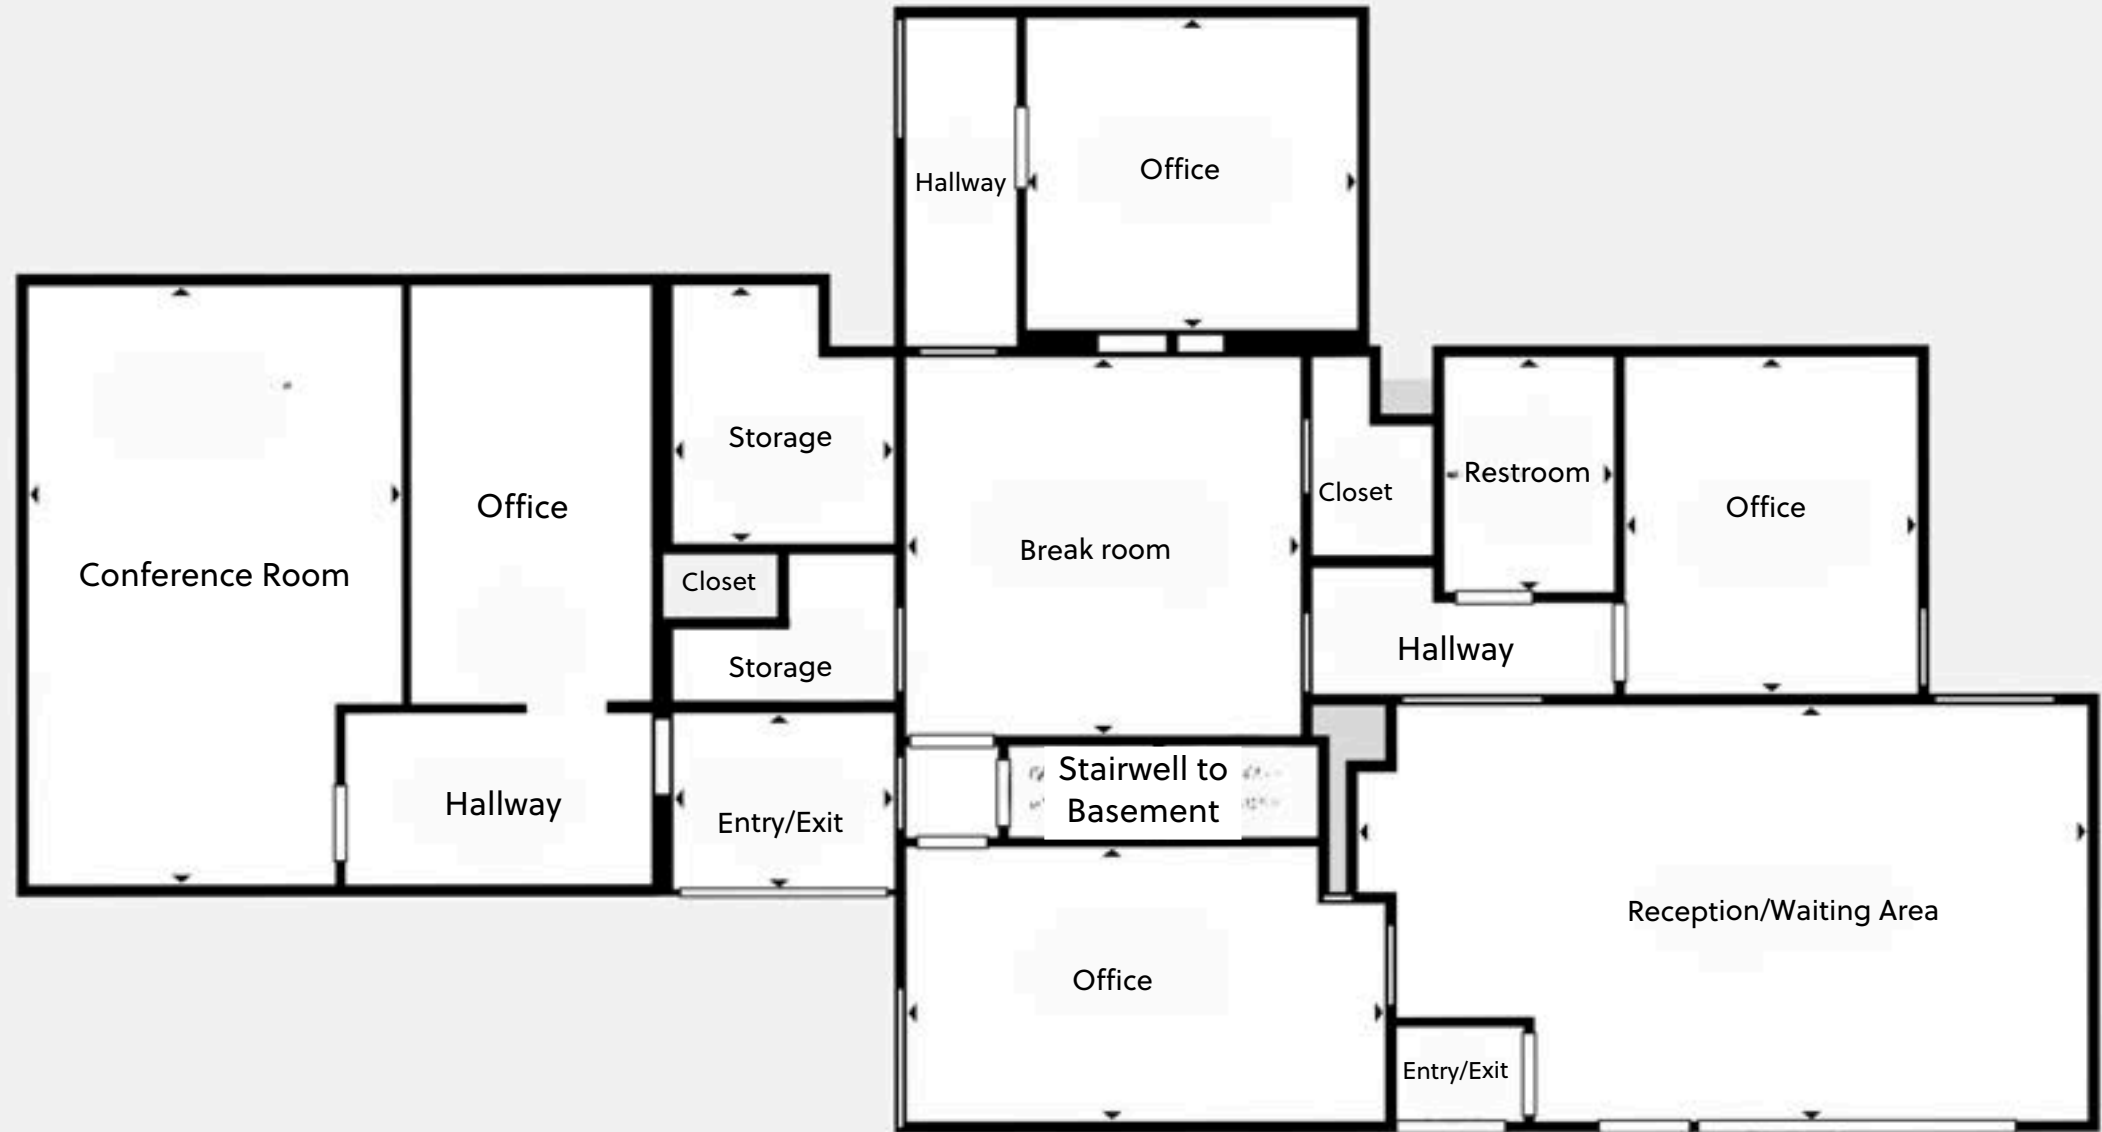 Hallway
Office
Storage
Closet
Restroom
Office
Office
Break room
Conference Room
Closet
Hallway
Storage
Stairwell to
Basement
Hallway
Entry/Exit
Reception/Waiting Area
Office
Entry/Exit